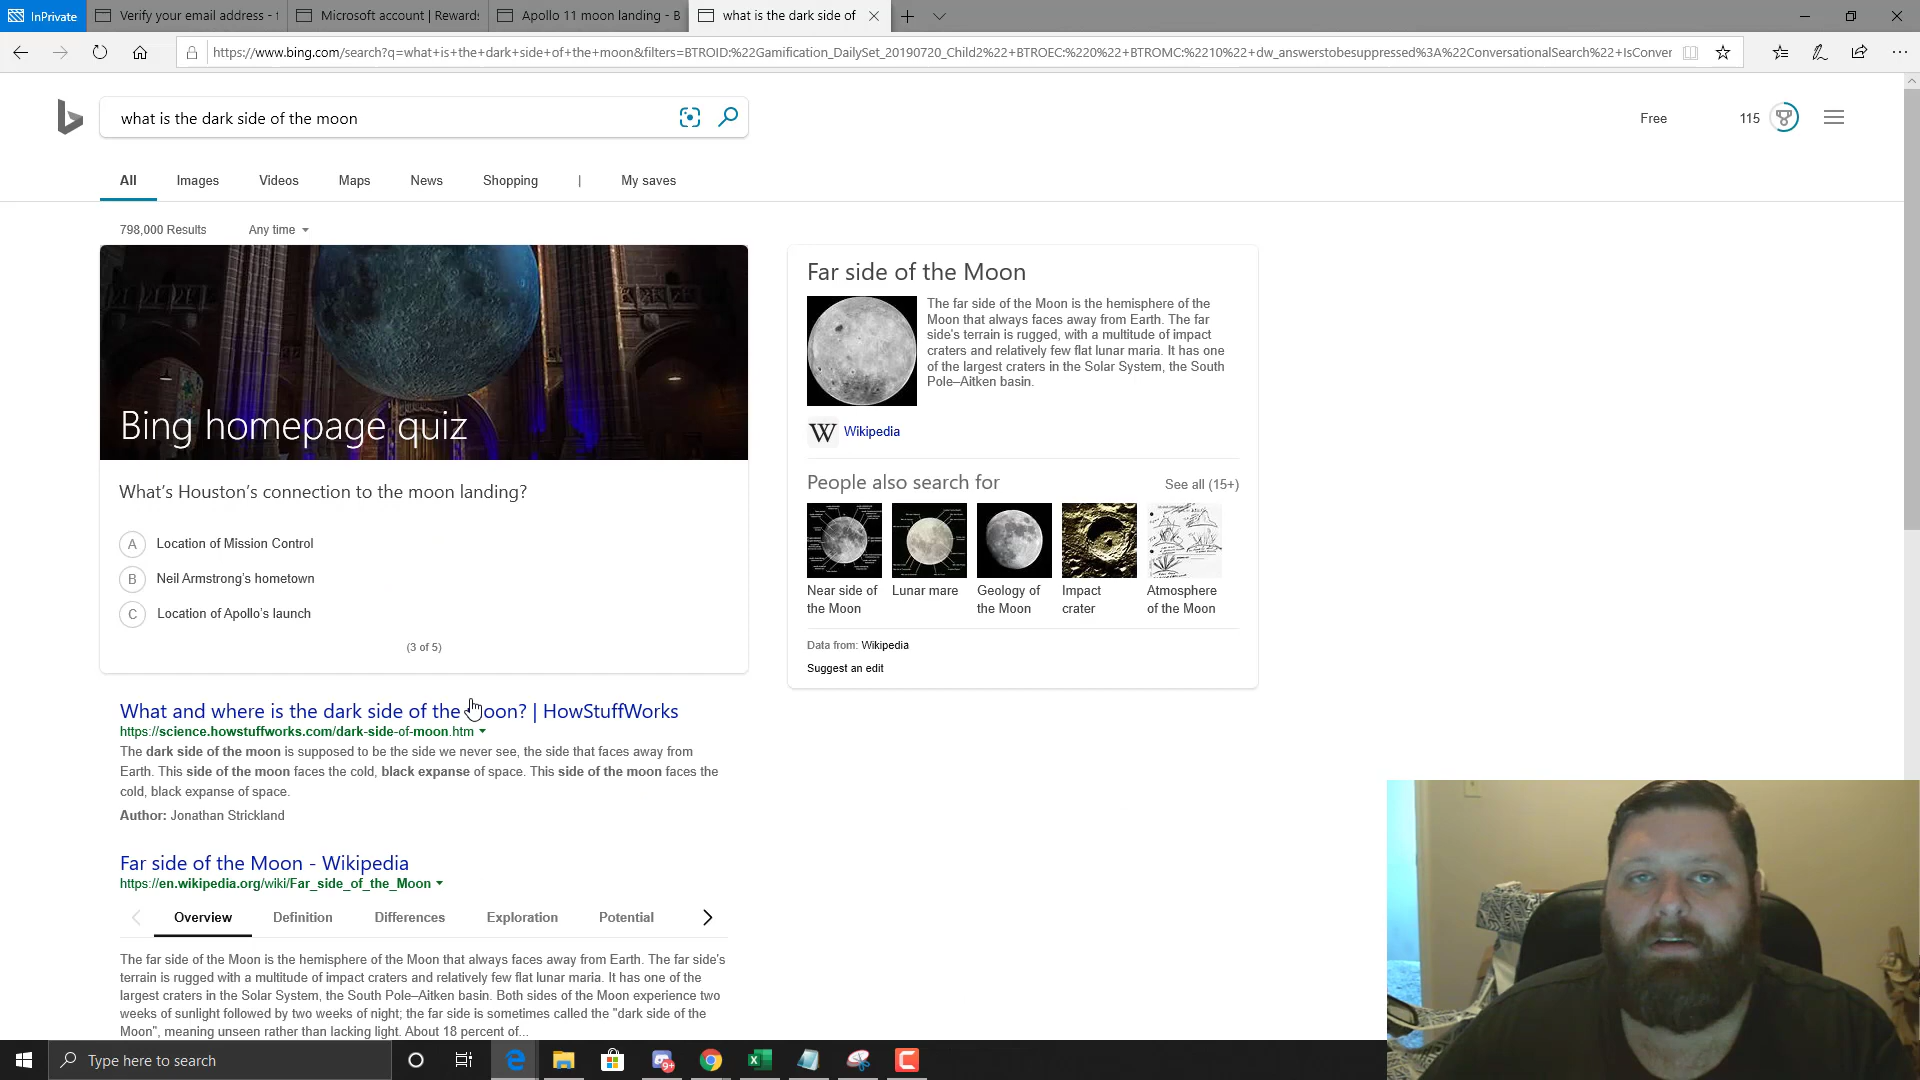 InPrivate
Verify your email address -
Microsoft account | Rewards
Apollo 11 moon landing - B
what is the dark side of
https://www.bing.com/search?q=what+is+the+dark+side+of+the+moon&filters=BTROID:%22Gamification_DailySet_20190720_Child2%22+BTROEC:%220%22+BTROMC:%2210%22+dw_answerstobesuppressed%3A%22ConversationalSearch%22+IsConver
what is the dark side of the moon
Free
115
All
Images
Videos
Maps
News
Shopping
|
My saves
798,000 Results
Any time
Bing homepage quiz
What's Houston's connection to the moon landing?
A Location of Mission Control
B Neil Armstrong's hometown
C Location of Apollo's launch
(3 of 5)
What and where is the dark side of the Moon? | HowStuffWorks
https://science.howstuffworks.com/dark-side-of-moon.htm
The dark side of the moon is supposed to be the side we never see, the side that faces away from
Earth. This side of the moon faces the cold, black expanse of space. This side of the moon faces the
cold, black expanse of space.
Author: Jonathan Strickland
Far side of the Moon - Wikipedia
https://en.wikipedia.org/wiki/Far_side_of_the_Moon
Overview
Definition
Differences
Exploration
Potential
The far side of the Moon is the hemisphere of the Moon that always faces away from Earth. The far side's
terrain is rugged with a multitude of impact craters and relatively few flat lunar maria. It has one of the
largest craters in the Solar System, the South Pole–Aitken basin. Both sides of the Moon experience two
weeks of sunlight followed by two weeks of night; the far side is sometimes called the "dark side of the
Moon", meaning unseen rather than lacking light. About 18 percent of...
Far side of the Moon
The far side of the Moon is the hemisphere of the
Moon that always faces away from Earth. The far
side's terrain is rugged, with a multitude of impact
craters and relatively few flat lunar maria. It has one
of the largest craters in the Solar System, the South
Pole–Aitken basin.
W Wikipedia
People also search for
See all (15+)
Near side of
the Moon
Lunar mare
Geology of
the Moon
Impact
crater
Atmosphere
of the Moon
Data from: Wikipedia
Suggest an edit
Type here to search
9+